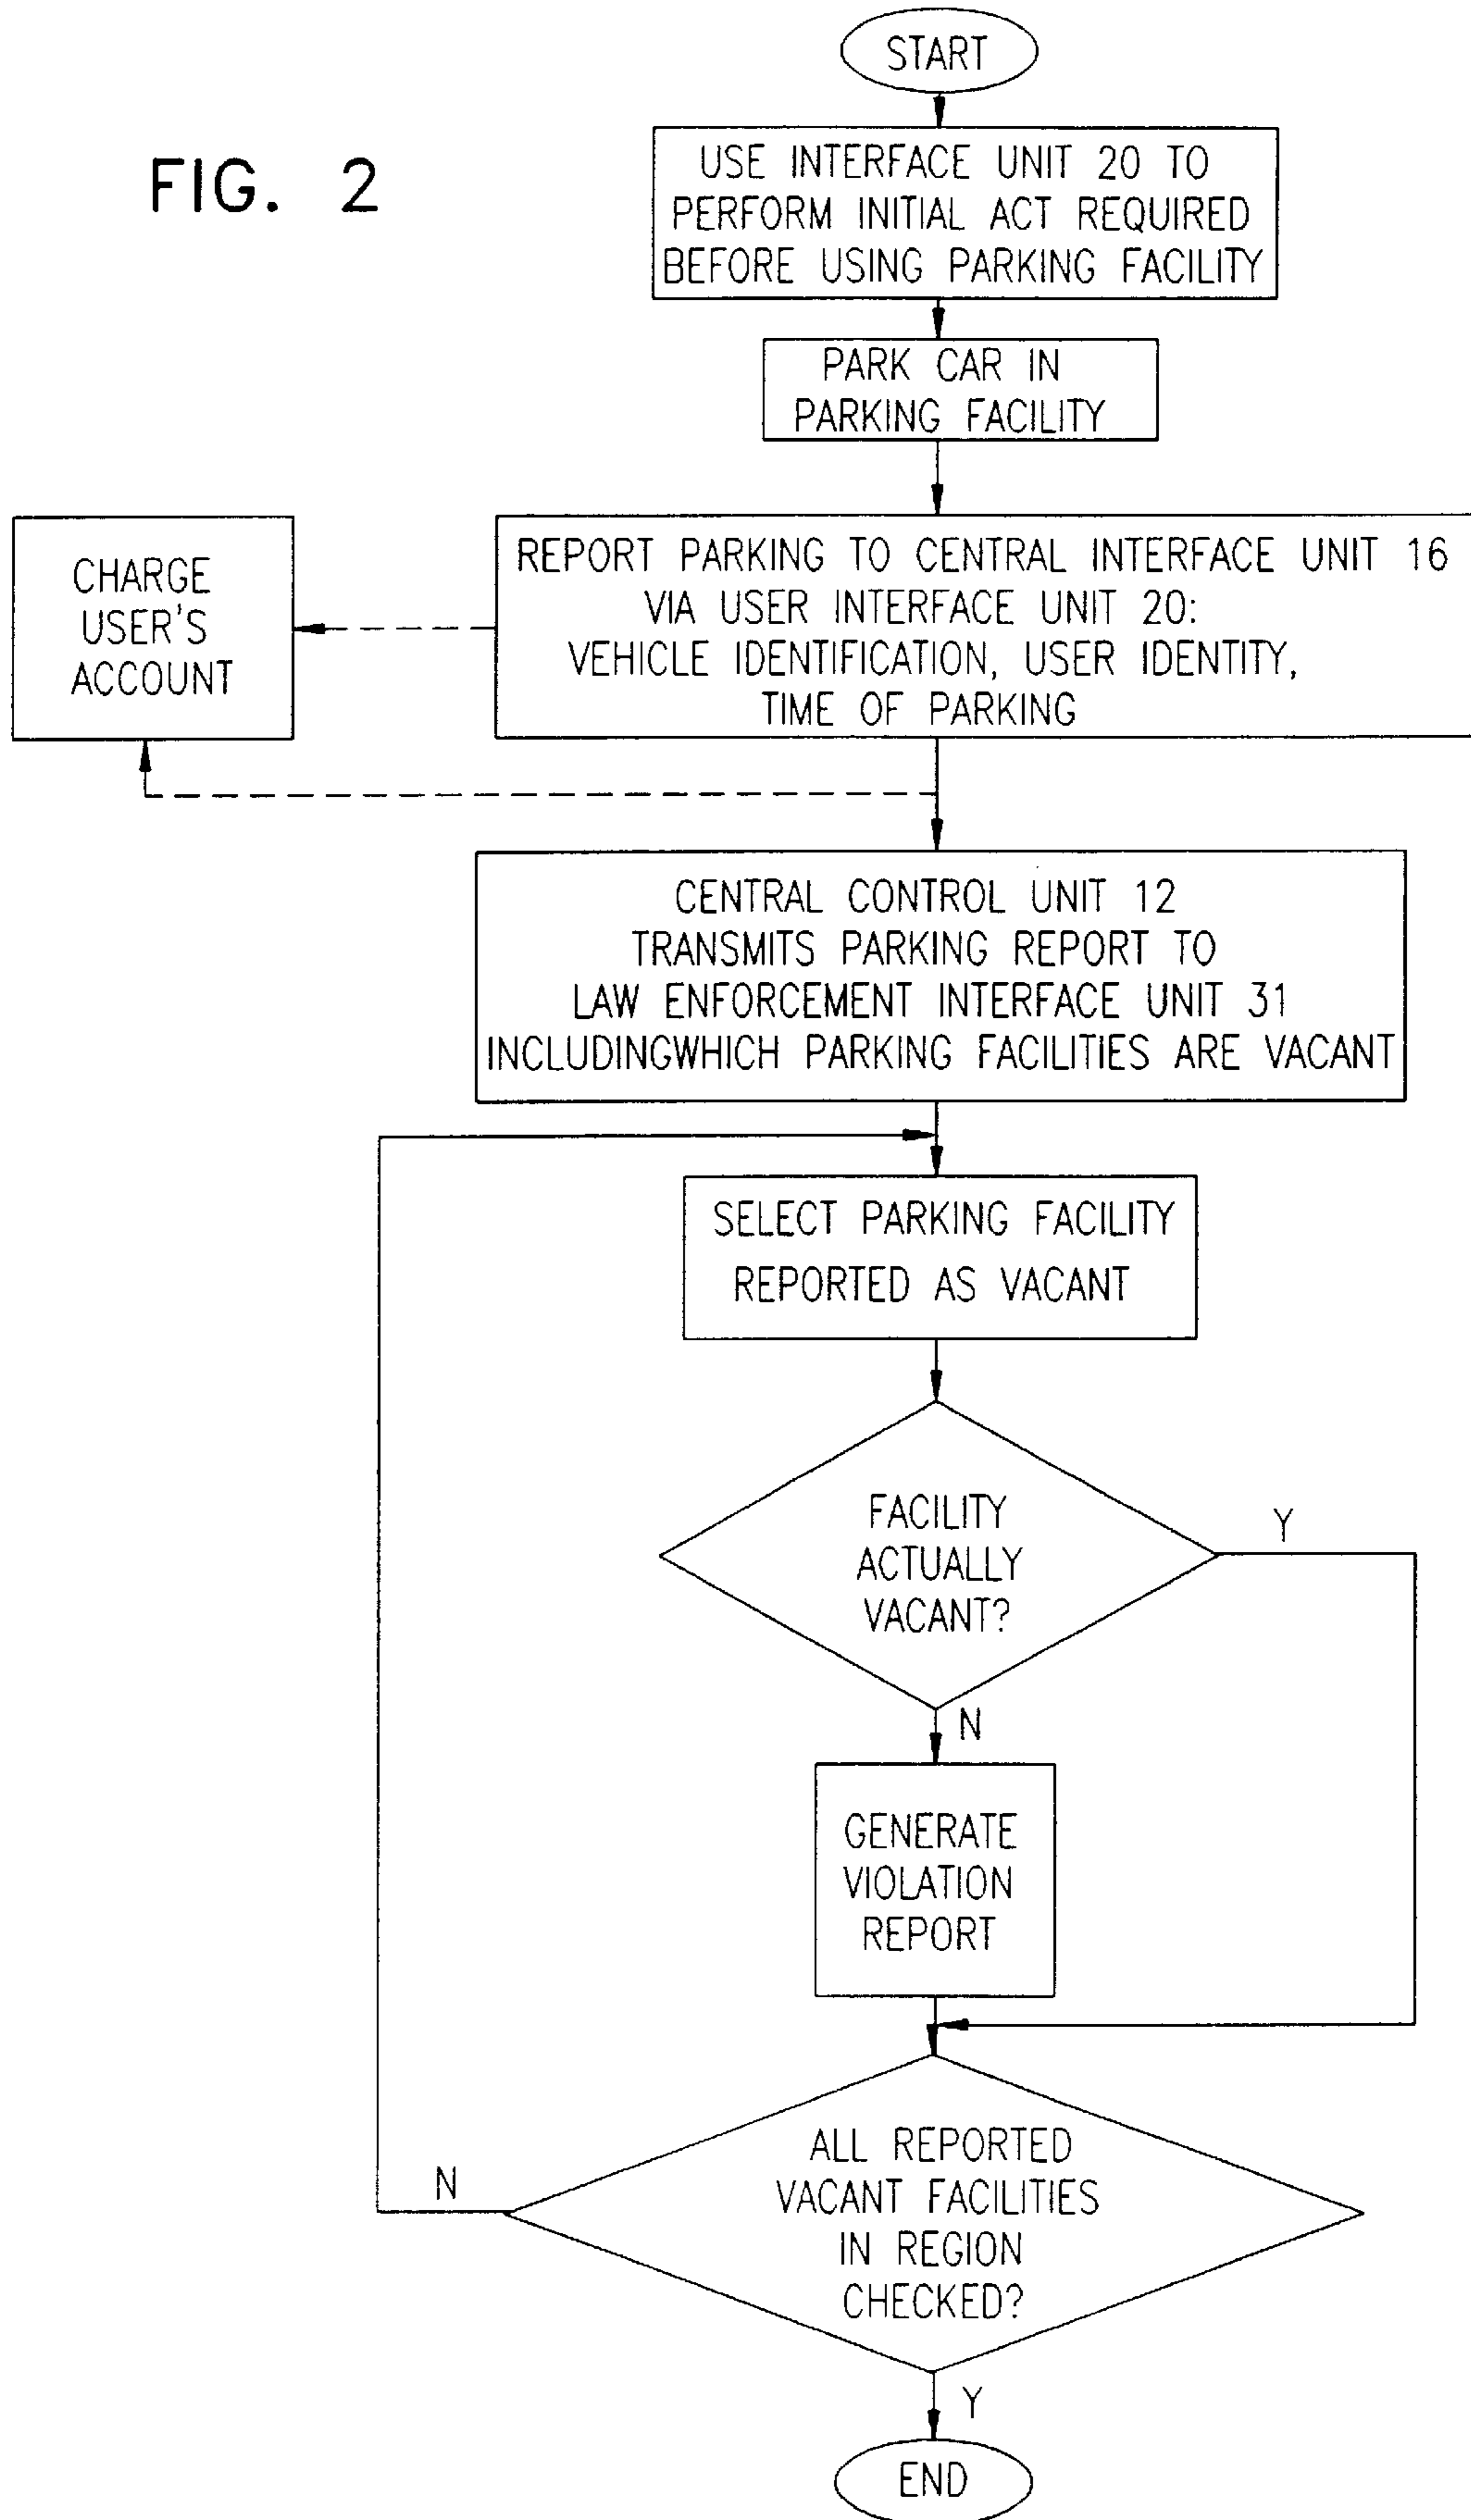 FIG. 2
START
USE INTERFACE UNIT 20 TO
PERFORM INITIAL ACT REQUIRED
BEFORE USING PARKING FACILITY
PARK CAR IN
PARKING FACILITY
CHARGE
USER'S
ACCOUNT
REPORT PARKING TO CENTRAL INTERFACE UNIT 16
VIA USER INTERFACE UNIT 20:
VEHICLE IDENTIFICATION, USER IDENTITY,
TIME OF PARKING
CENTRAL CONTROL UNIT 12
TRANSMITS PARKING REPORT TO
LAW ENFORCEMENT INTERFACE UNIT 31
INCLUDINGWHICH PARKING FACILITIES ARE VACANT
SELECT PARKING FACILITY
REPORTED AS VACANT
FACILITY
ACTUALLY
VACANT?
Y
N
GENERATE
VIOLATION
REPORT
ALL REPORTED
VACANT FACILITIES
IN REGION
CHECKED?
N
Y
END